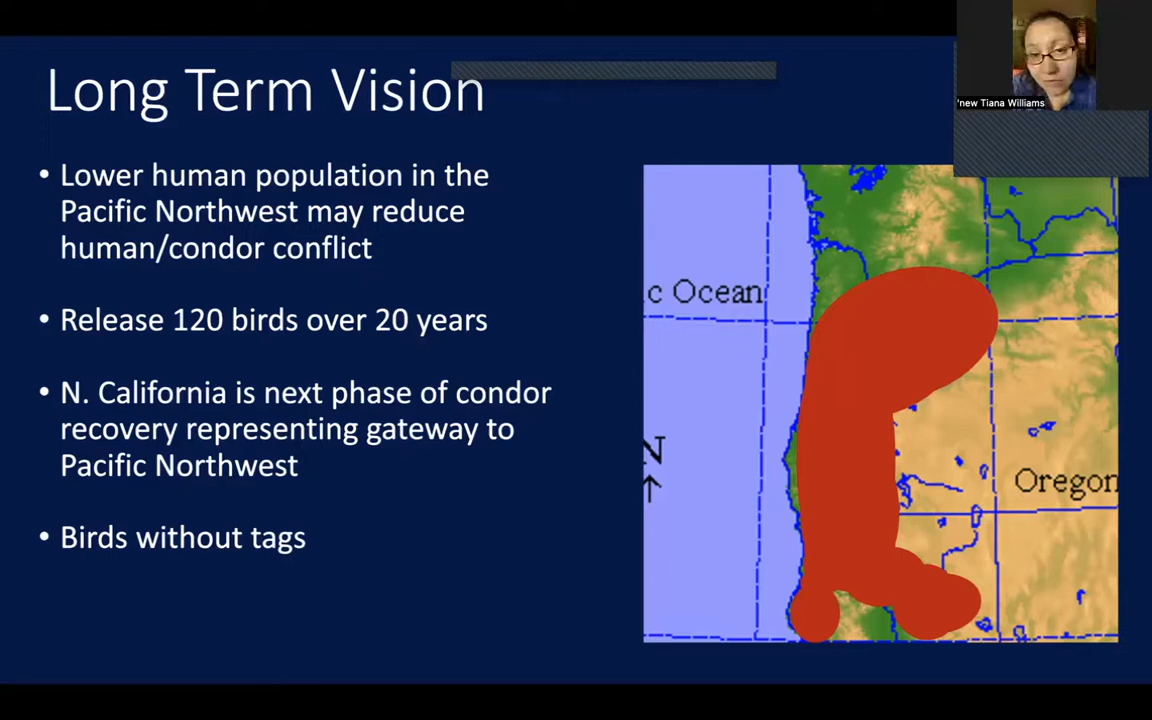 Long Term Vision
'new Tiana Williams
• Lower human population in the
Pacific Northwest may reduce
human/condor conflict
• Release 120 birds over 20 years
• N. California is next phase of condor
recovery representing gateway to
Pacific Northwest
• Birds without tags
c Ocean
N
Oregon